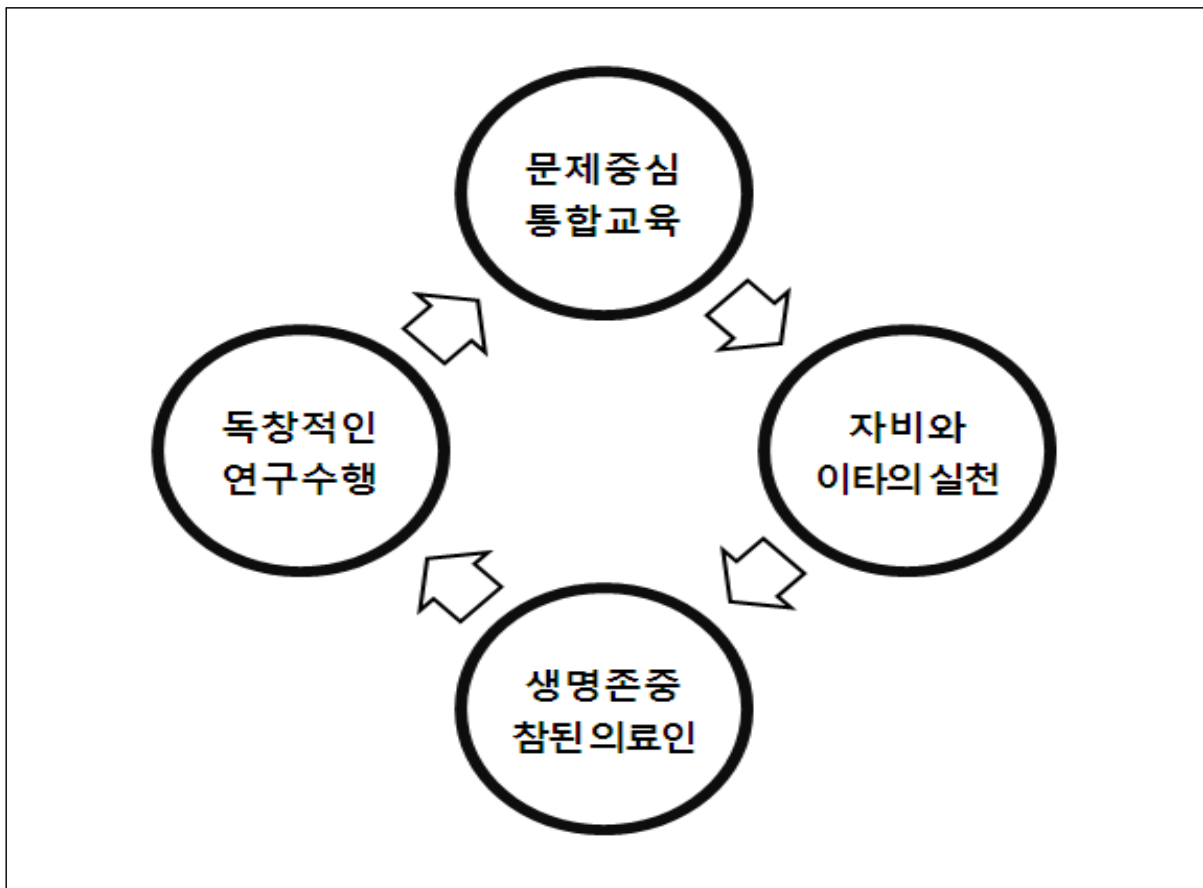 문제중심
통합교육
독창적인
연구수행
자비와
이타의 실천
생명존중
참된 의료인